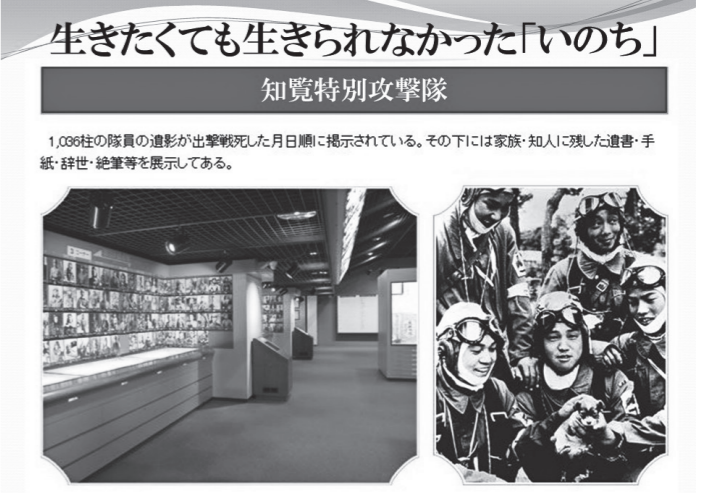 生きたくても生きられなかった「いのち」
知覧特別攻撃隊
1,036柱の隊員の遺影が出撃戦死した月日順に掲示されている。その下には家族・知人に残した遺書・手
紙・辞世・絶筆等を展示してある。